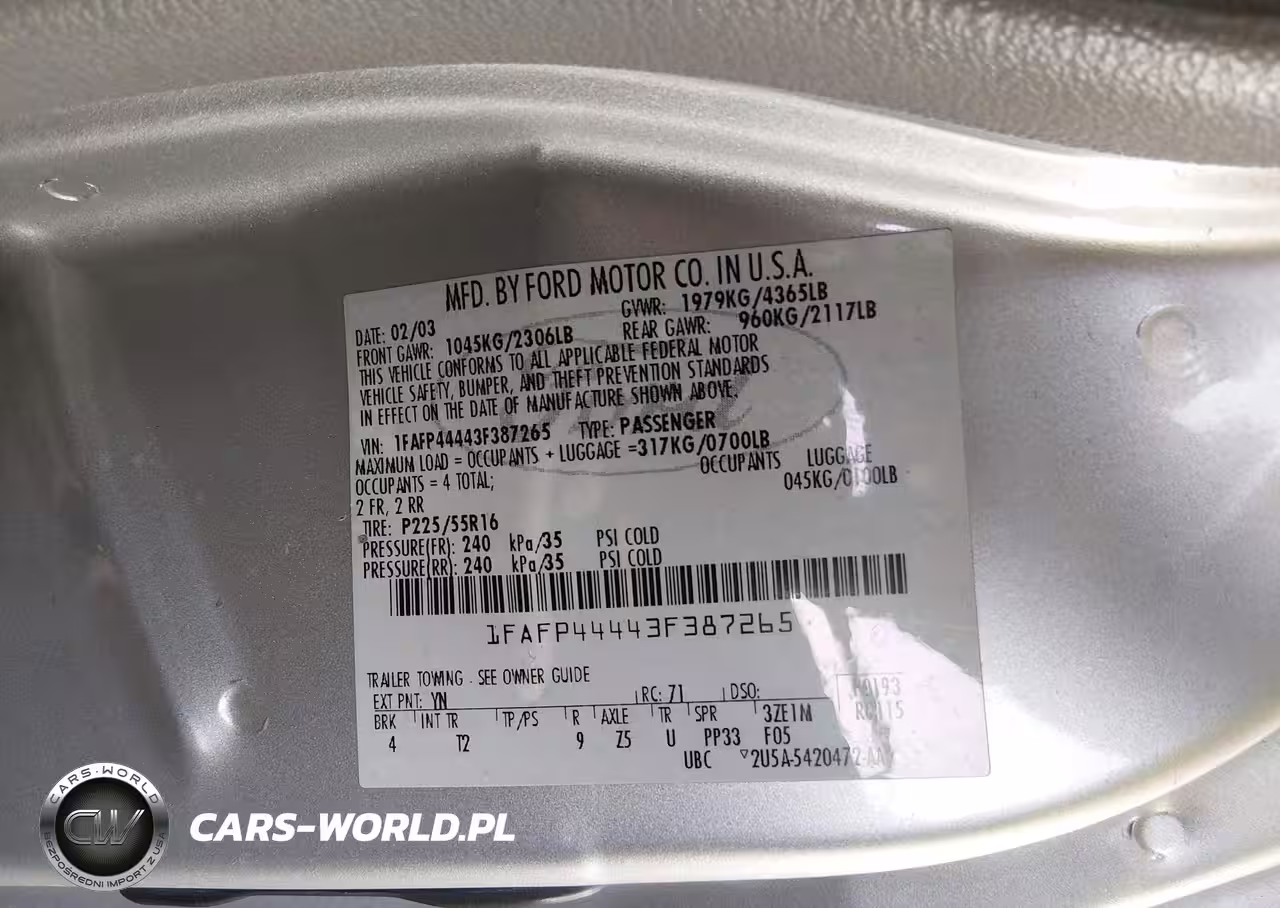 MFD. BY FORD MOTOR CO. IN U.S.A.
DATE: 02/03 GVWR: 1979KG/4365LB
FRONT GAWR: 1045KG/2306LB REAR GAWR: 960KG/2117LB
THIS VEHICLE CONFORMS TO ALL APPLICABLE FEDERAL MOTOR
VEHICLE SAFETY, BUMPER, AND THEFT PREVENTION STANDARDS
IN EFFECT ON THE DATE OF MANUFACTURE SHOWN ABOVE.
VIN: 1FAFP44443F387265 TYPE: PASSENGER
MAXIMUM LOAD = OCCUPANTS + LUGGAGE =317KG/0700LB
OCCUPANTS = 4 TOTAL; OCCUPANTS LUGGAGE
2 FR, 2 RR 045KG/0100LB
TIRE: P225/55R16
PRESSURE(FR): 240 kPa/35 PSI COLD
PRESSURE(RR): 240 kPa/35 PSI COLD
1FAFP44443F387265
TRAILER TOWING - SEE OWNER GUIDE
EXT PNT: YN RC: 71 DSO:
BRK INT TR TP/PS R AXLE TR SPR 3ZE1M
4 T2 9 Z5 U PP33 F05
UBC 2U5A-5420472-
CARS-WORLD
CW
BEZPOŚREDNI IMPORT Z USA
CARS-WORLD.PL